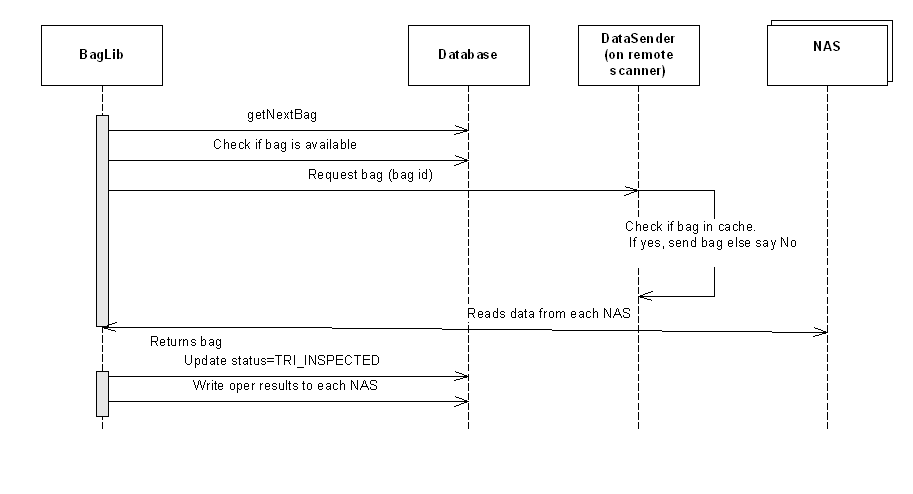 BagLib
Database
DataSender
(on remote
scanner)
NAS
getNextBag
Check if bag is available
Request bag (bag id)
Check if bag in cache.
If yes, send bag else say No
Reads data from each NAS
Returns bag
Update status=TRI_INSPECTED
Write oper results to each NAS